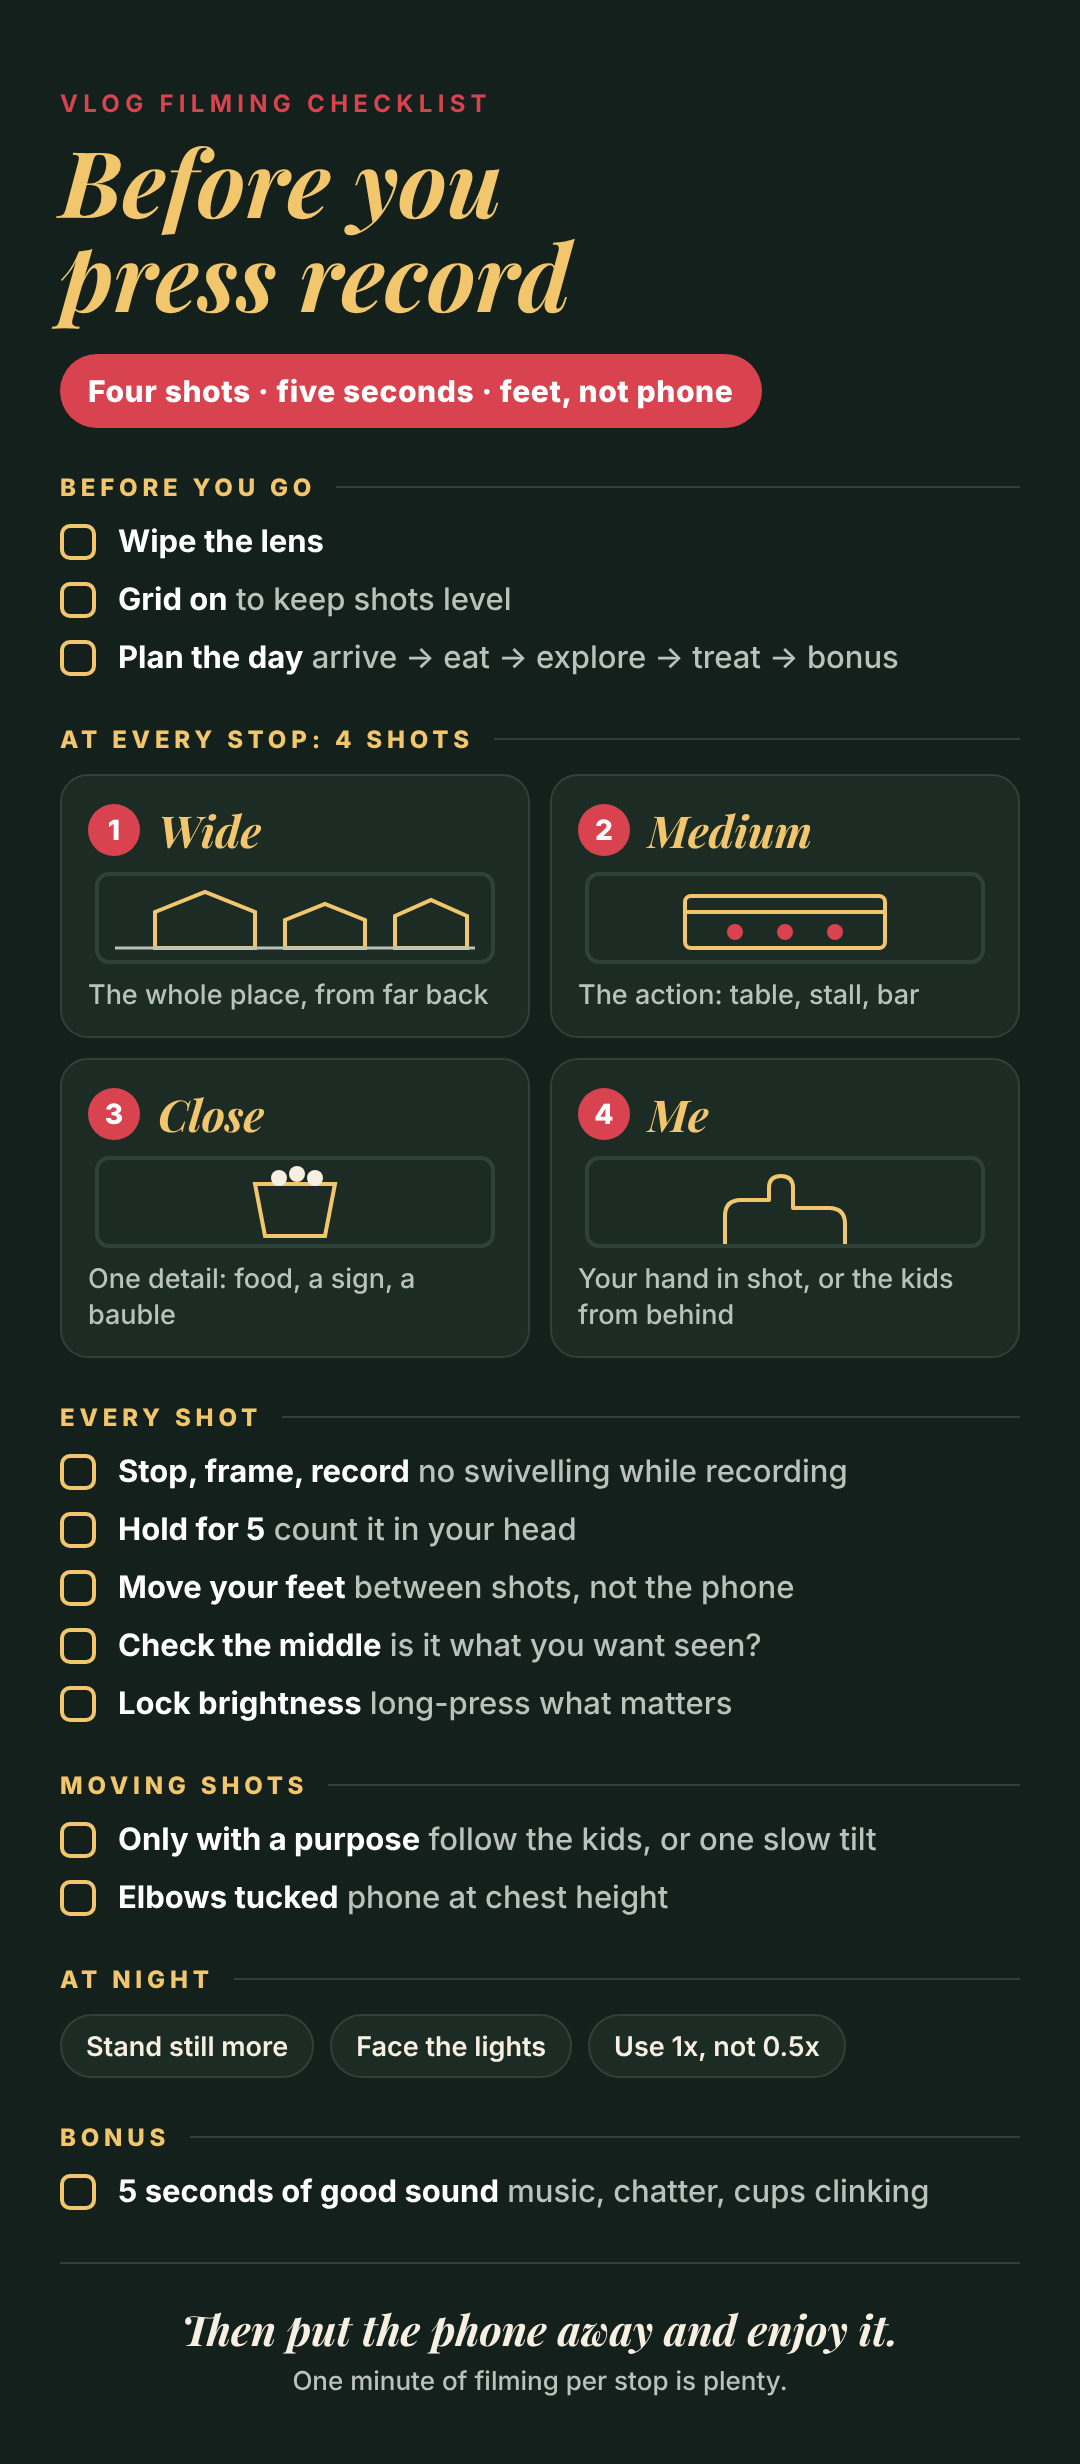 VLOG FILMING CHECKLIST
Before you
press record
Four shots · five seconds · feet, not phone
BEFORE YOU GO
Wipe the lens
Grid on to keep shots level
Plan the day arrive → eat → explore → treat → bonus
AT EVERY STOP: 4 SHOTS
1 Wide
The whole place, from far back
2 Medium
The action: table, stall, bar
3 Close
One detail: food, a sign, a
bauble
4 Me
Your hand in shot, or the kids
from behind
EVERY SHOT
Stop, frame, record no swivelling while recording
Hold for 5 count it in your head
Move your feet between shots, not the phone
Check the middle is it what you want seen?
Lock brightness long-press what matters
MOVING SHOTS
Only with a purpose follow the kids, or one slow tilt
Elbows tucked phone at chest height
AT NIGHT
Stand still more
Face the lights
Use 1x, not 0.5x
BONUS
5 seconds of good sound music, chatter, cups clinking
Then put the phone away and enjoy it.
One minute of filming per stop is plenty.